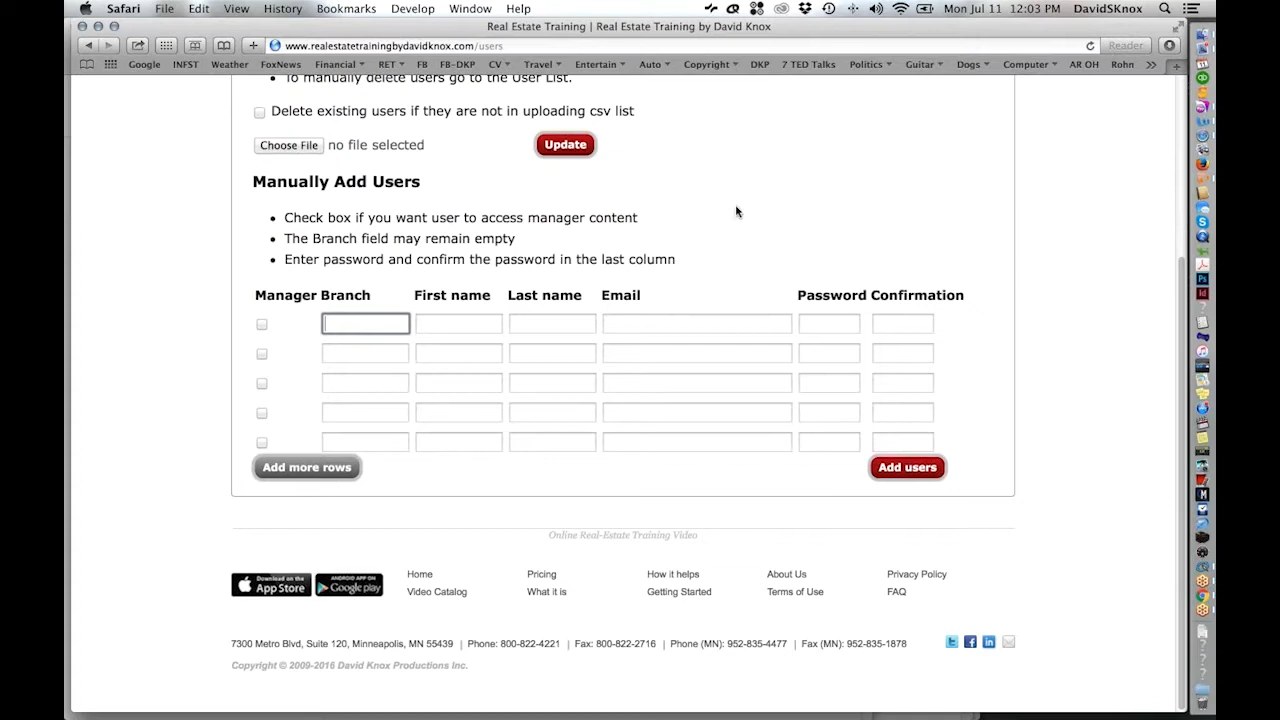 Safari File Edit View History Bookmarks Develop Window Help Mon Jul 11 12:03 PM DavidSKnox
Real Estate Training | Real Estate Training by David Knox
www.realestatetrainingbydavidknox.com/users Reader
Google INFST Weather FoxNews Financial RET FB FB-DKP CV Travel Entertain Auto Copyright DKP 7 TED Talks Politics Guitar Dogs Computer AR OH Rohn
• To manually delete users go to the User List.
Delete existing users if they are not in uploading csv list
Choose File no file selected Update
Manually Add Users
• Check box if you want user to access manager content
• The Branch field may remain empty
• Enter password and confirm the password in the last column
Manager Branch First name Last name Email Password Confirmation
Add more rows Add users
Online Real-Estate Training Video
Download on the App Store ANDROID APP ON Google play
Home Pricing How it helps About Us Privacy Policy
Video Catalog What it is Getting Started Terms of Use FAQ
7300 Metro Blvd, Suite 120, Minneapolis, MN 55439 | Phone: 800-822-4221 | Fax: 800-822-2716 | Phone (MN): 952-835-4477 | Fax (MN): 952-835-1878
Copyright © 2009-2016 David Knox Productions Inc.